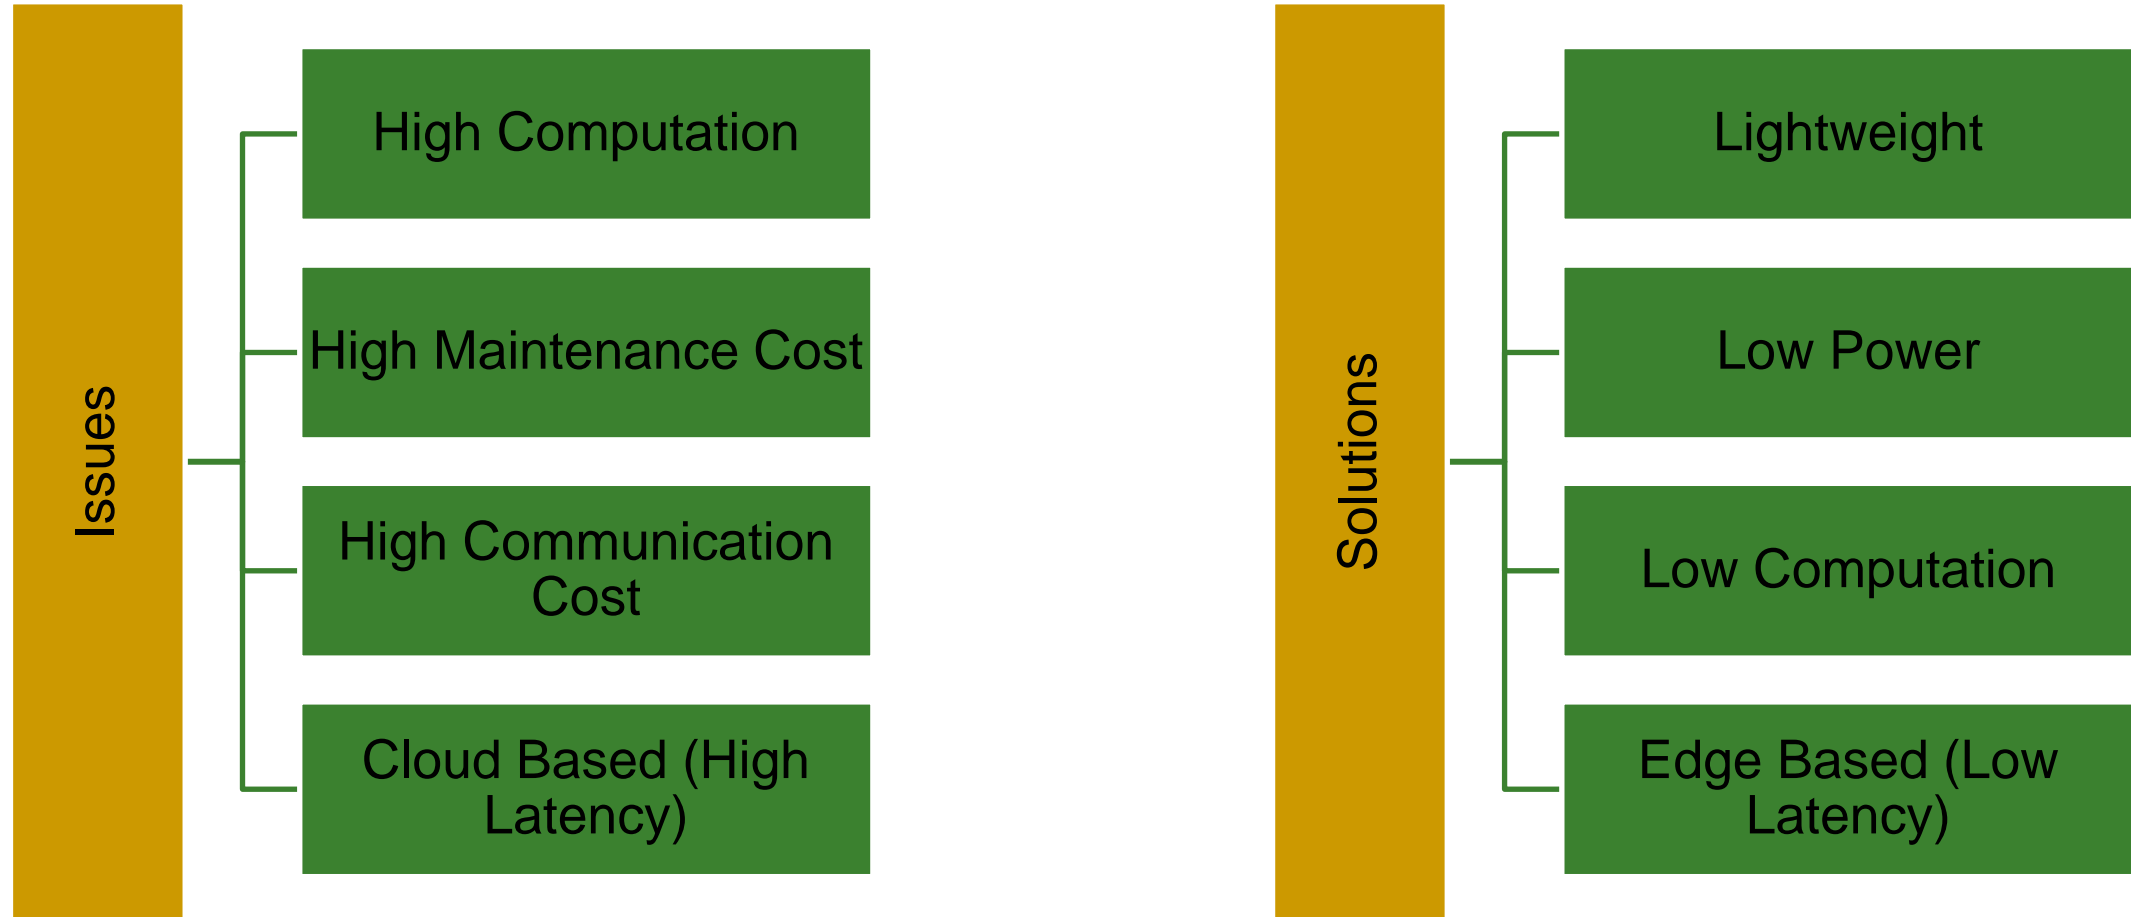 Issues
High Computation
High Maintenance Cost
High Communication
Cost
Cloud Based (High
Latency)
Solutions
Lightweight
Low Power
Low Computation
Edge Based (Low
Latency)